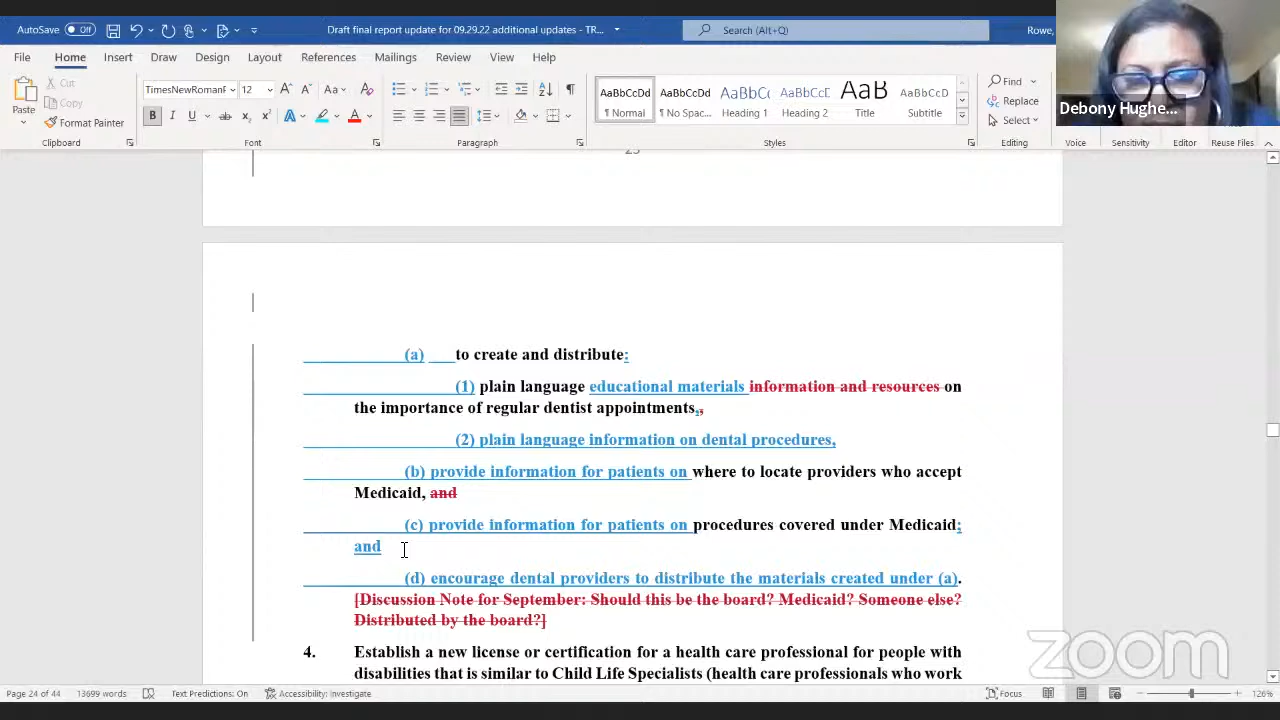 AutoSave Off Draft final report update for 09.29.22 additional updates - TR... Search (Alt+Q) Rowe,
File Home Insert Draw Design Layout References Mailings Review View Help
Paste Cut Copy Format Painter
TimesNewRomanF 12
AaBbCcDd AaBbCcDd AaBbC( AaBbCcC AaB AaBbCcD
¶ Normal ¶ No Spac... Heading 1 Heading 2 Title Subtitle
Find Replace Select
Debony Hughe...
Clipboard Font Paragraph Styles Editing Voice Sensitivity Editor Reuse Files
(a) to create and distribute:
(1) plain language educational materials information and resources on
the importance of regular dentist appointments,,
(2) plain language information on dental procedures,
(b) provide information for patients on where to locate providers who accept
Medicaid, and
(c) provide information for patients on procedures covered under Medicaid;
and
(d) encourage dental providers to distribute the materials created under (a).
[Discussion Note for September: Should this be the board? Medicaid? Someone else?
Distributed by the board?]
4. Establish a new license or certification for a health care professional for people with
disabilities that is similar to Child Life Specialists (health care professionals who work
zoom
Page 24 of 44 13699 words Text Predictions: On Accessibility: Investigate Focus 126%